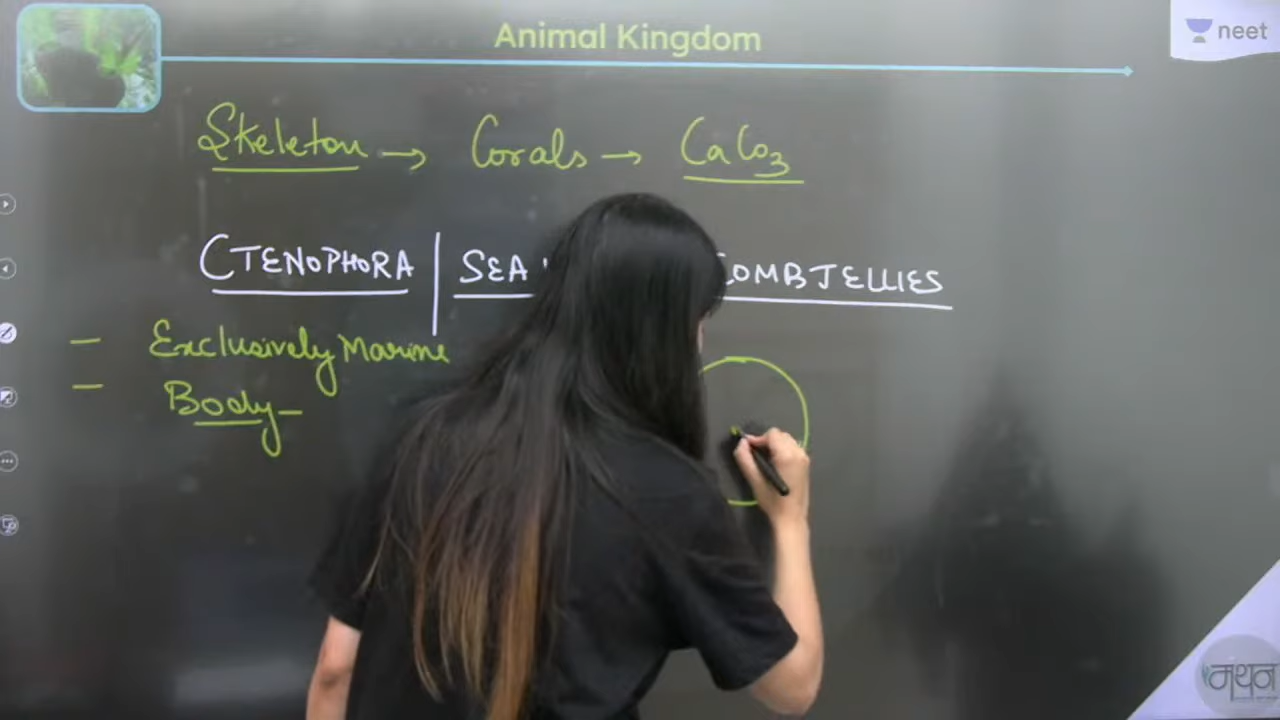 Animal Kingdom
neet
Skeleton → Corals → CaCo3
CTENOPHORA | SEA COMBJELLIES
– Exclusively Marine
– Body –
मंथन